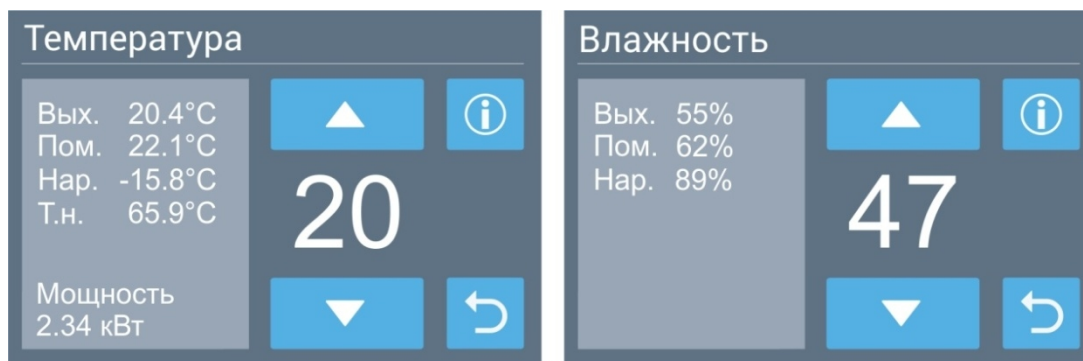 Температура
Вых. 20.4°C
Пом. 22.1°C
Нар. -15.8°C
Т.н. 65.9°C
20
Мощность
2.34 кВт
Влажность
Вых. 55%
Пом. 62%
Нар. 89%
47